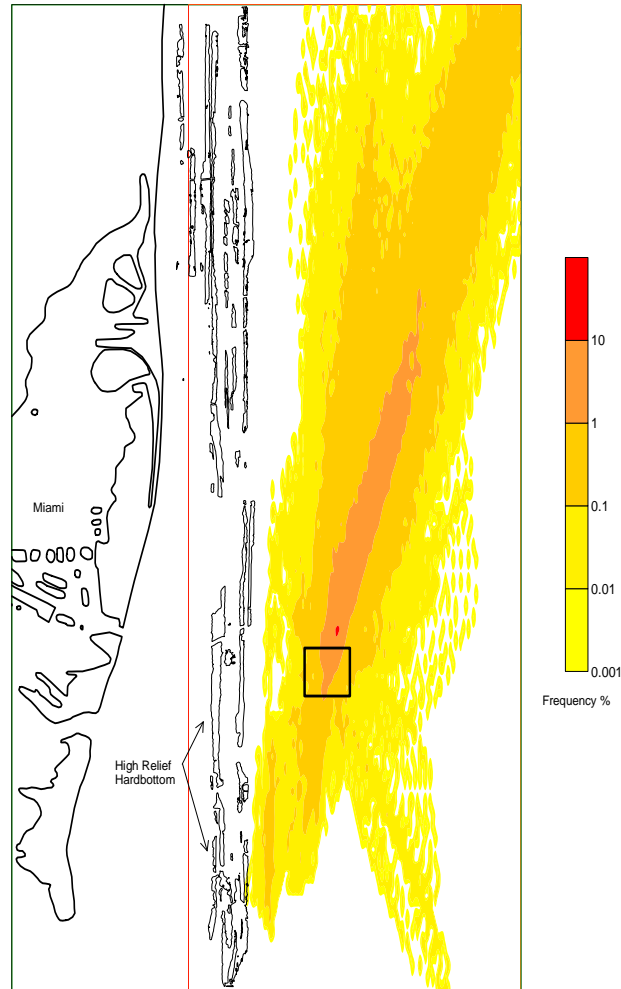 Miami
High Relief
Hardbottom
10
1
0.1
0.01
0.001
Frequency %